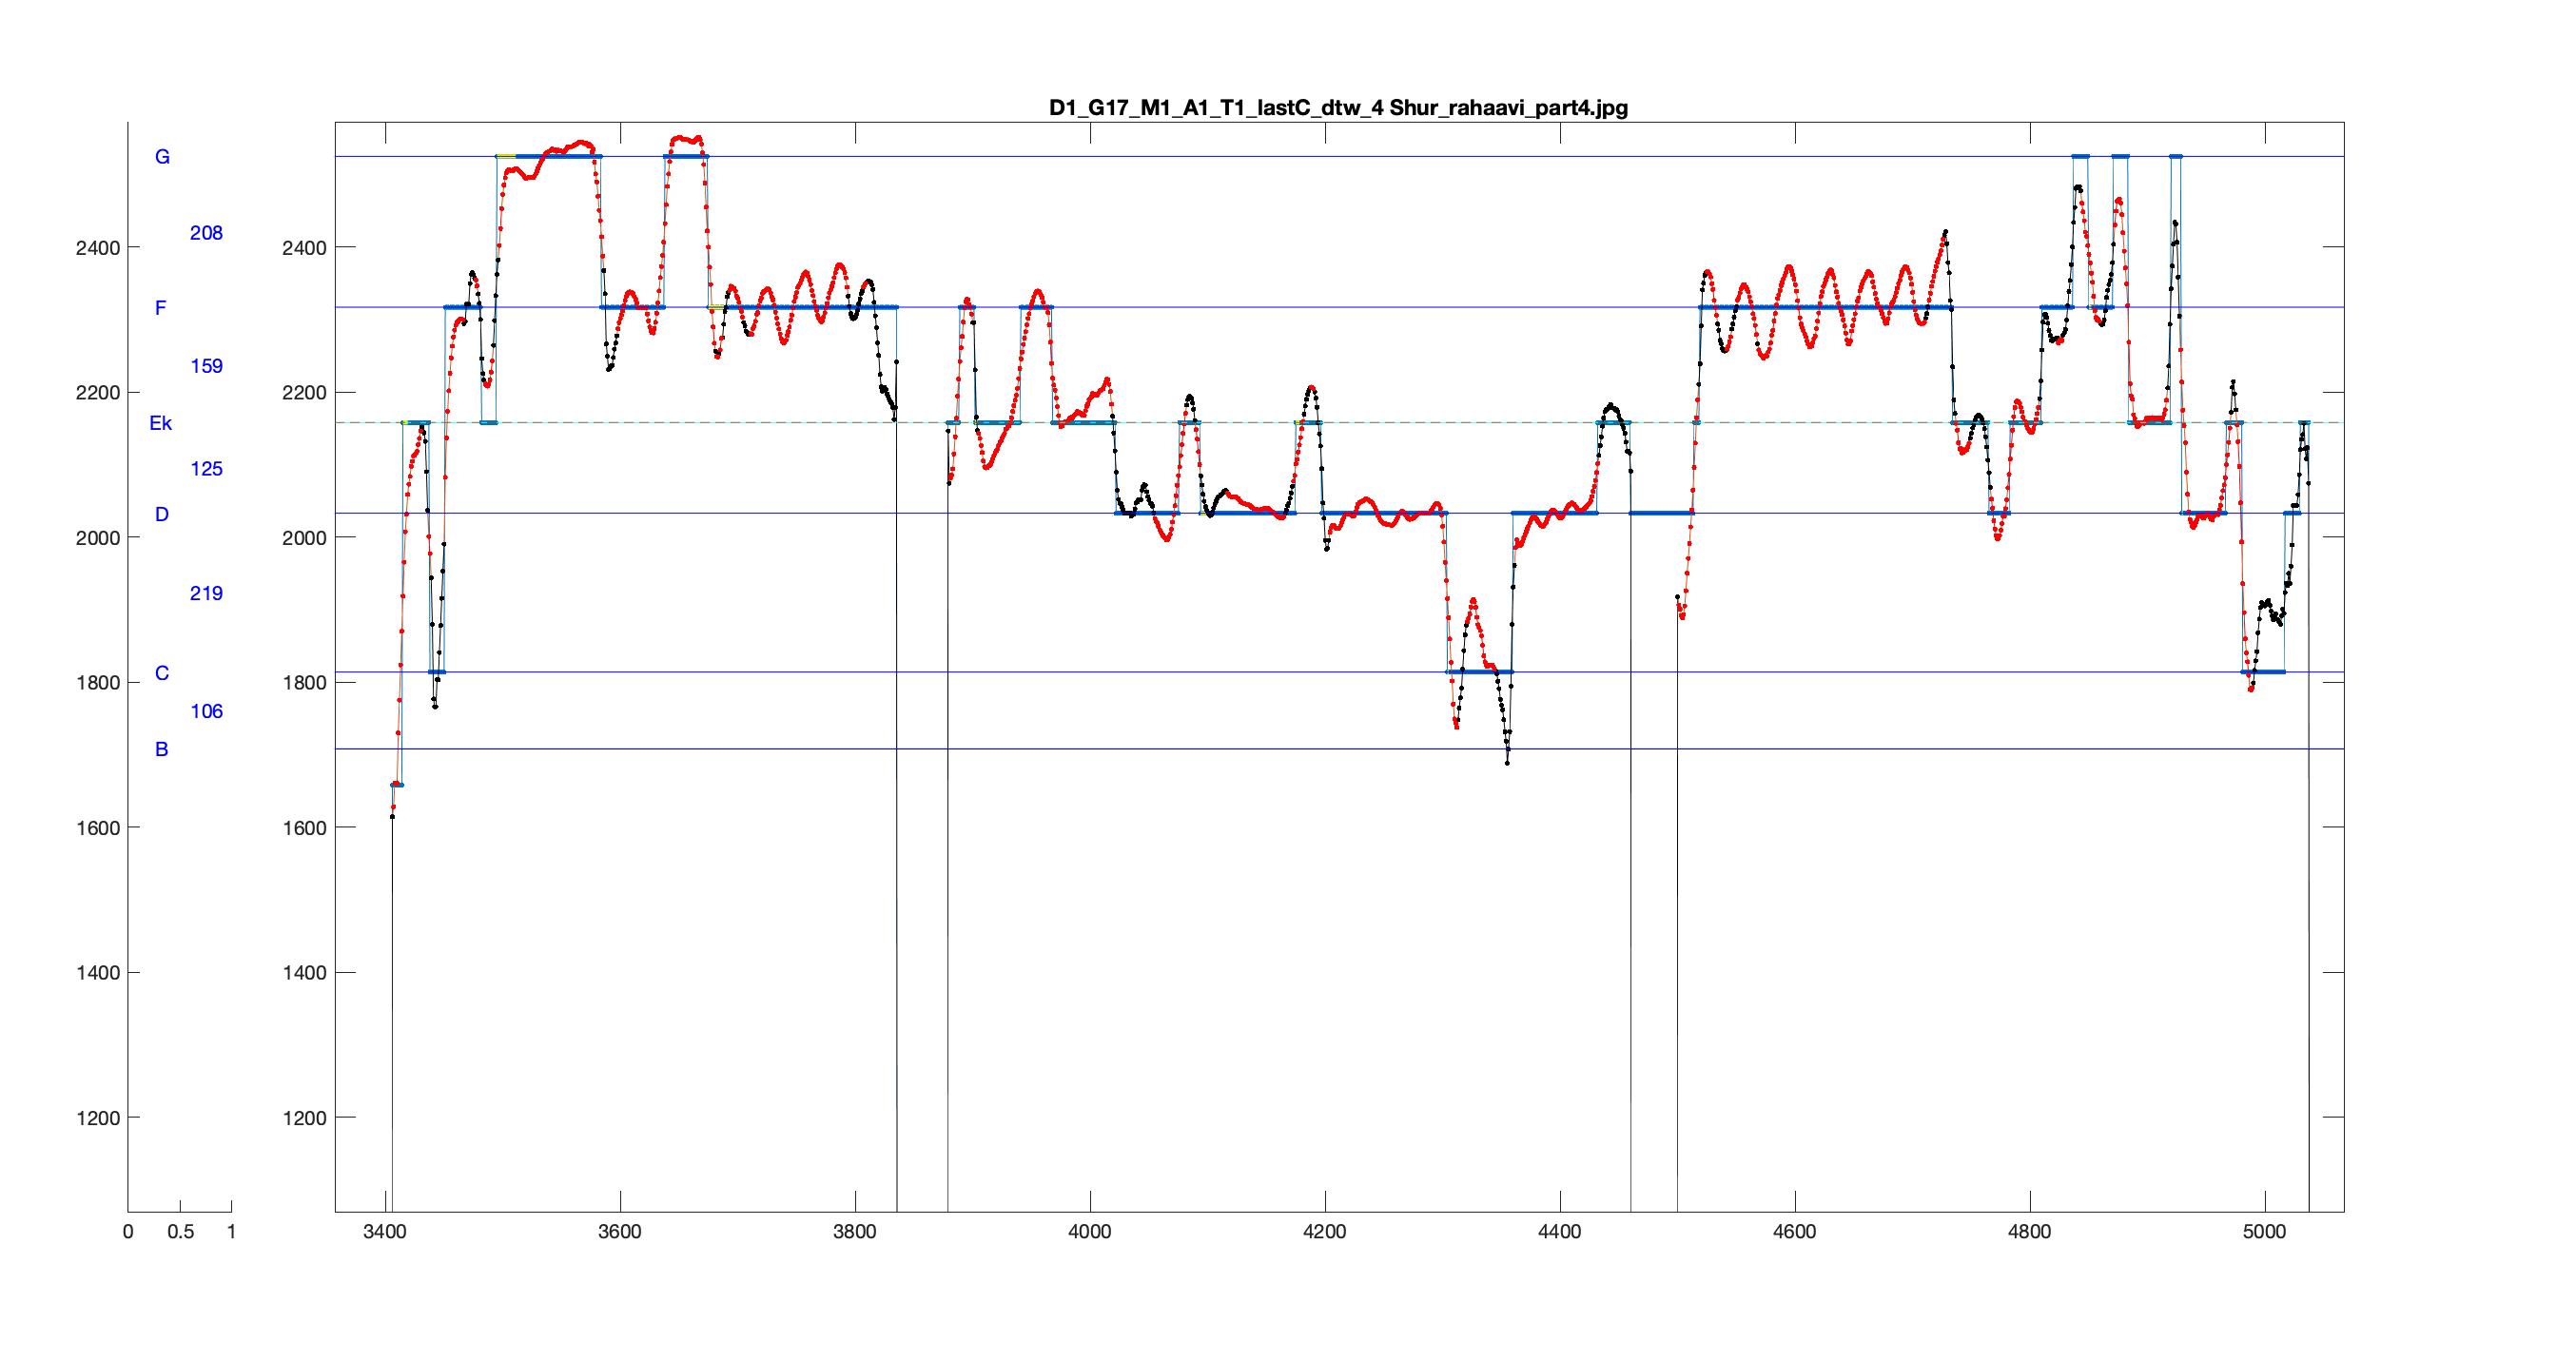 D1_G17_M1_A1_T1_lastC_dtw_4 Shur_rahaavi_part4.jpg
G
208
2400 2400
F
159
2200 2200
Ek
125
D
2000 2000
219
C
1800 1800
106
B
1600 1600
1400 1400
1200 1200
0 0.5 1 3400 3600 3800 4000 4200 4400 4600 4800 5000